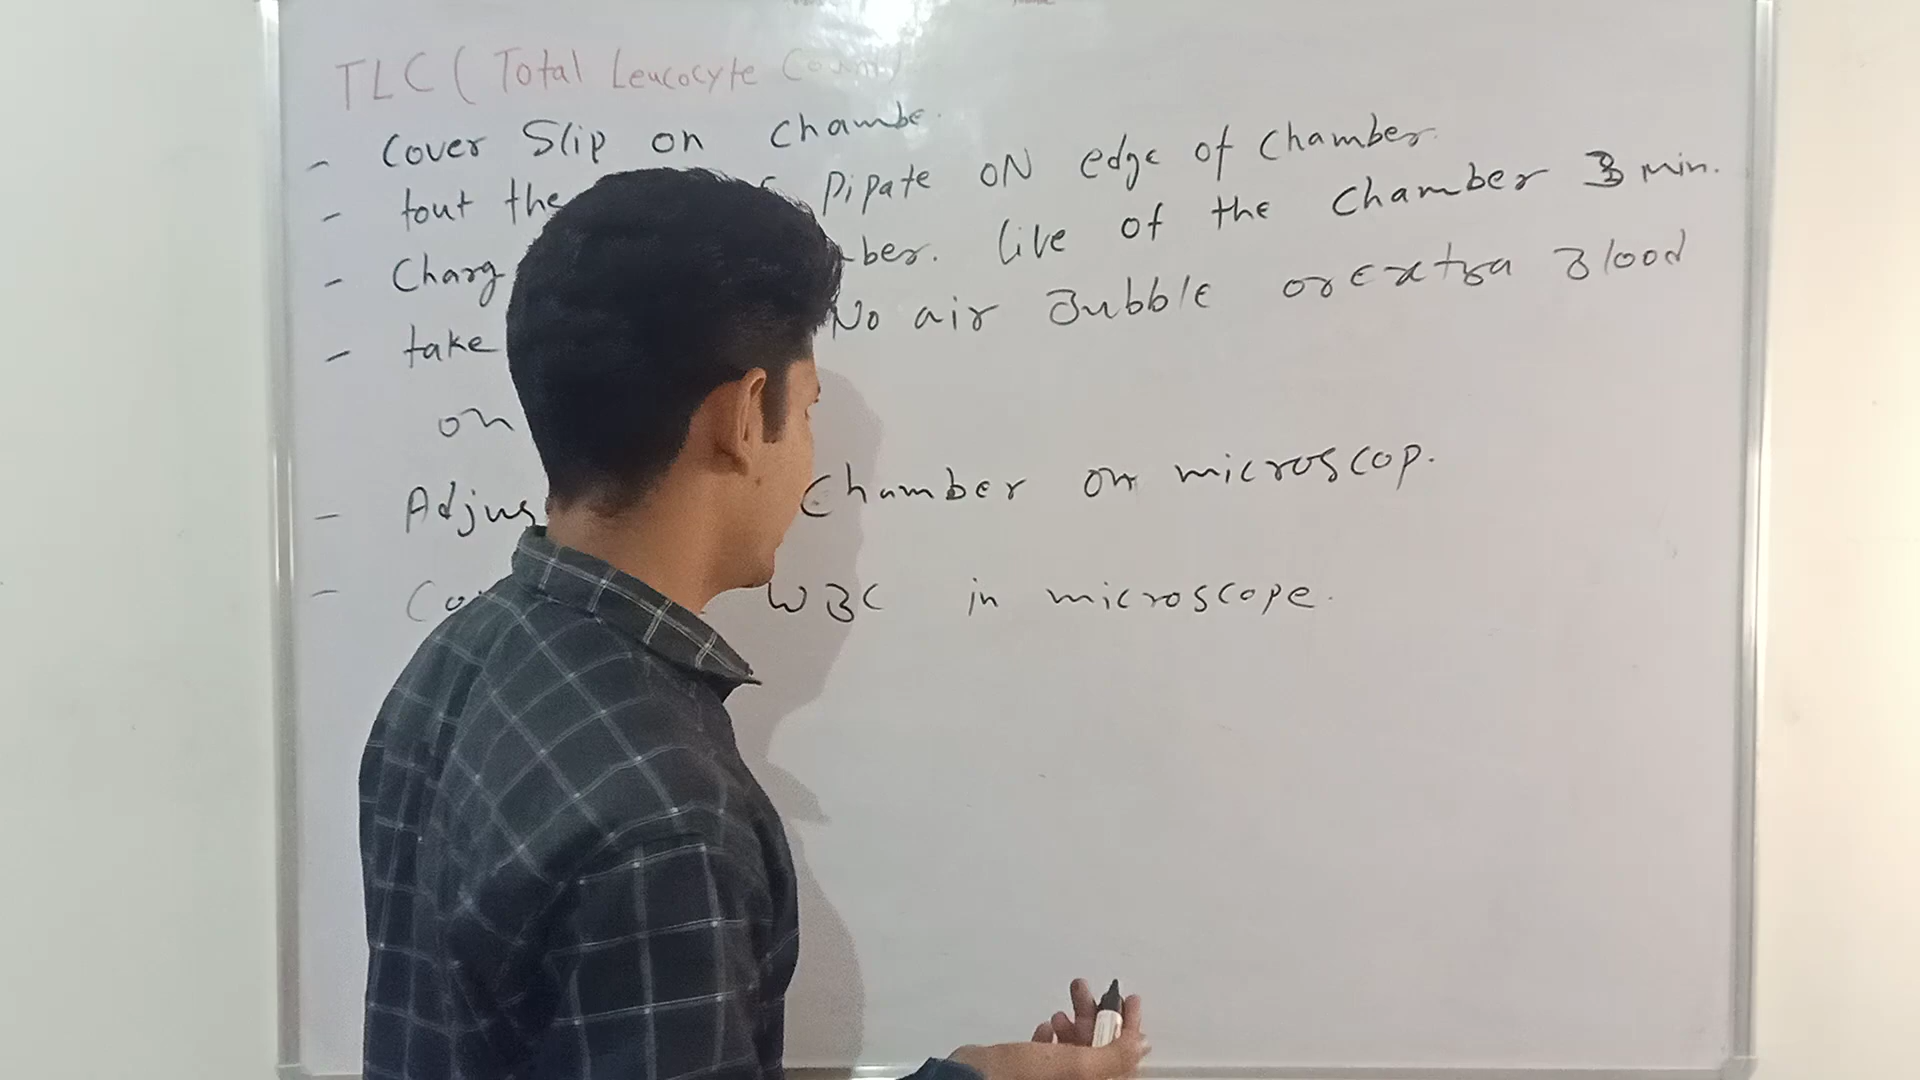 TLC ( Total Leucocyte Count)
- Cover Slip on Chambe.
- tout the pipate ON edge of Chamber.
- Charg ber. live of the Chamber 3 min.
- take No air Bubble or extra Blood
on
- Adjus Chamber on microscop.
- Co WBC in microscope.